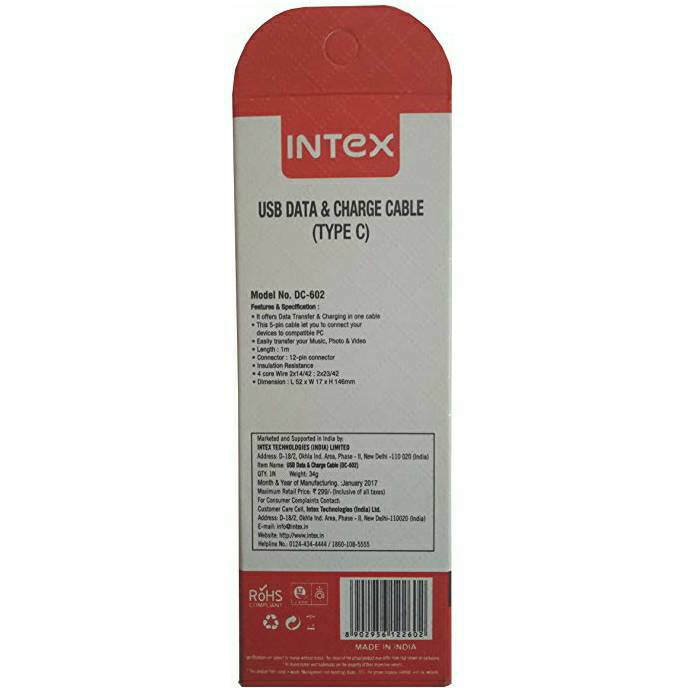 INTEX
USB DATA & CHARGE CABLE
(TYPE C)
Model No. DC-602
Features & Specification :
• It offers Data Transfer & Charging in one cable
• This 5-pin cable let you to connect your
devices to compatible PC
• Easily transfer your Music, Photo & Video
• Length : 1m
• Connector : 12-pin connector
• Insulation Resistance
• 4 core Wire 2x14/42 : 2x23/42
• Dimension : L 52 x W 17 x H 146mm
Marketed and Supported in India by:
INTEX TECHNOLOGIES (INDIA) LIMITED
Address: D-18/2, Okhla Ind. Area, Phase - II, New Delhi -110 020 (India)
Item Name: USB Data & Charge Cable (DC-602)
QTY. 1N Weight: 34g
Month & Year of Manufacturing. :January 2017
Maximum Retail Price: ₹ 299/- (Inclusive of all taxes)
For Consumer Complaints Contact:
Customer Care Cell, Intex Technologies (India) Ltd.
Address: D-18/2, Okhla Ind. Area, Phase - II, New Delhi-110020 (India)
E-mail: info@intex.in
Website: http://www.intex.in
Helpline No.: 0124-434-4444 / 1860-108-5555
RoHS
COMPLIANT
8 902956 122602
MADE IN INDIA